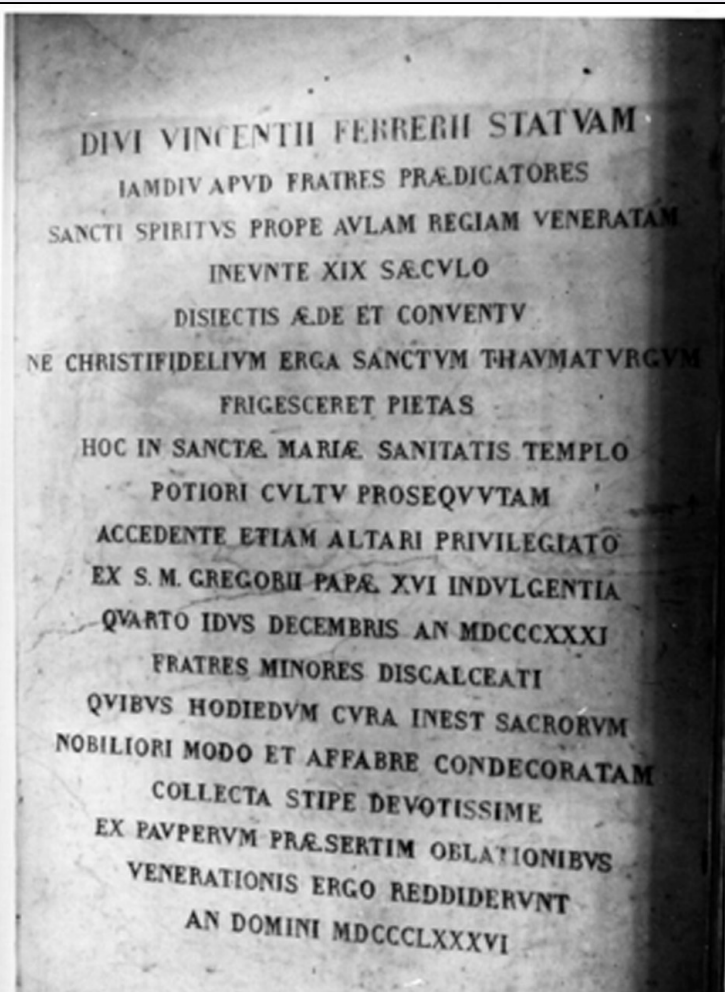 DIVI VINCENTII FERRERII STATVAM
IAMDIV APVD FRATRES PRÆDICATORES
SANCTI SPIRITVS PROPE AVLAM REGIAM VENERATAM
INEVNTE XIX SÆCVLO
DISIECTIS ÆDE ET CONVENTV
NE CHRISTIFIDELIVM ERGA SANCTVM THAVMATVRGVM
FRIGESCERET PIETAS
HOC IN SANCTÆ MARIÆ SANITATIS TEMPLO
POTIORI CVLTV PROSEQVVTAM
ACCEDENTE ETIAM ALTARI PRIVILEGIATO
EX S. M. GREGORII PAPÆ XVI INDVLGENTIA
QVARTO IDVS DECEMBRIS AN MDCCCXXXI
FRATRES MINORES DISCALCEATI
QVIBVS HODIEDVM CVRA INEST SACRORVM
NOBILIORI MODO ET AFFABRE CONDECORATAM
COLLECTA STIPE DEVOTISSIME
EX PAVPERVM PRÆSERTIM OBLATIONIBVS
VENERATIONIS ERGO REDDIDERVNT
AN DOMINI MDCCCLXXXVI